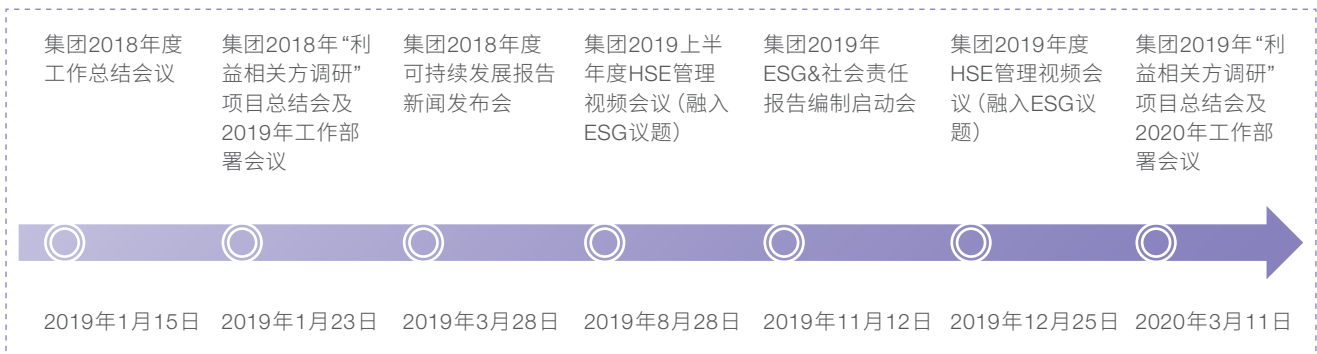 集团2018年度
工作总结会议
集团2018年“利
益相关方调研”
项目总结会及
2019年工作部
署会议
集团2018年度
可持续发展报告
新闻发布会
集团2019上半
年度HSE管理
视频会议（融入
ESG议题）
集团2019年
ESG&社会责任
报告编制启动会
集团2019年度
HSE管理视频会
议（融入ESG议
题）
集团2019年“利
益相关方调研”
项目总结会及
2020年工作部
署会议
2019年1月15日
2019年1月23日
2019年3月28日
2019年8月28日
2019年11月12日
2019年12月25日
2020年3月11日